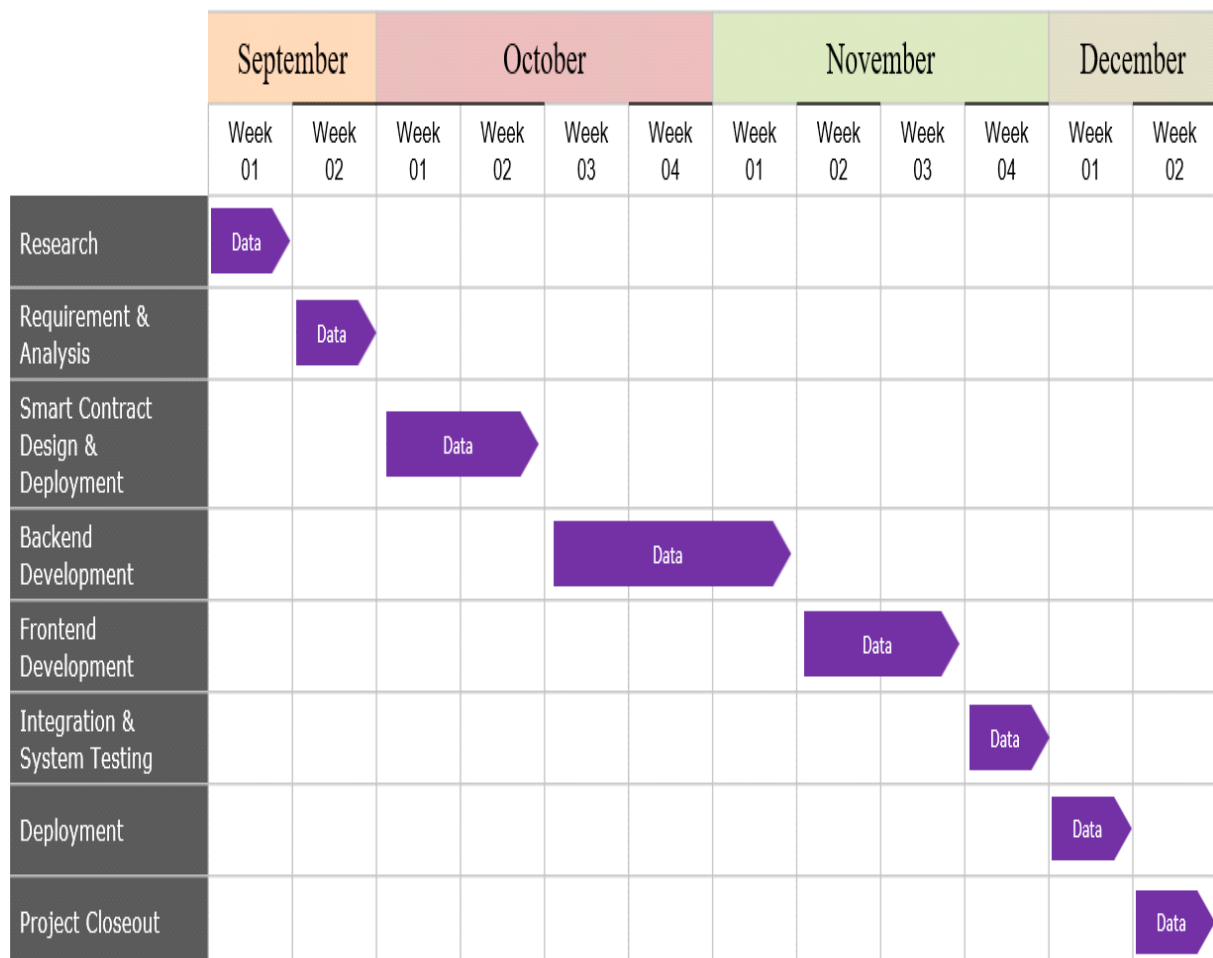 September October November December
Week Week Week Week Week Week Week Week Week Week Week Week
01 02 01 02 03 04 01 02 03 04 01 02
Research Data
Requirement &
Analysis
Data
Smart Contract
Design &
Deployment
Data
Backend
Development
Data
Frontend
Development
Data
Integration &
System Testing
Data
Deployment Data
Project Closeout Data